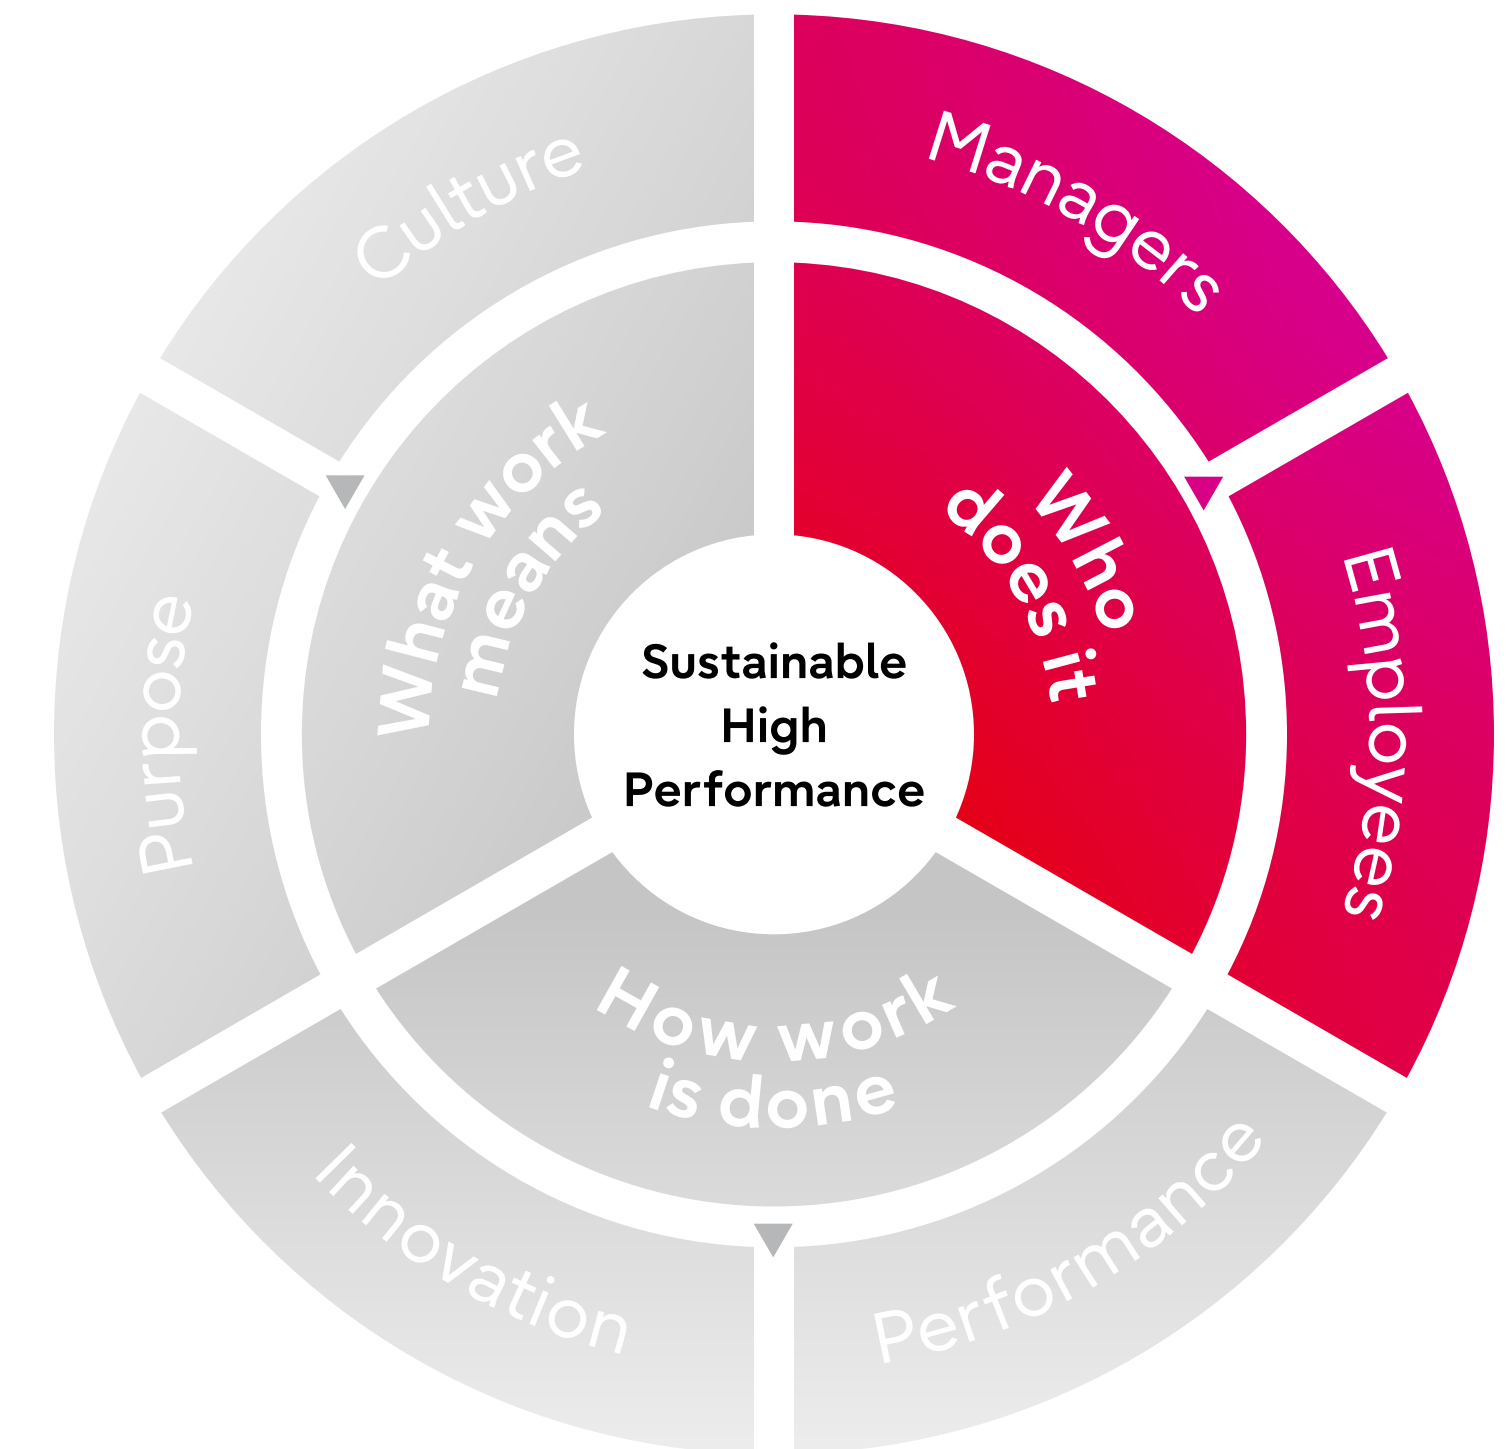 Culture
Managers
What work
means
Who
does it
Purpose
Sustainable
High
Performance
Employees
How work
is done
Innovation
Performance